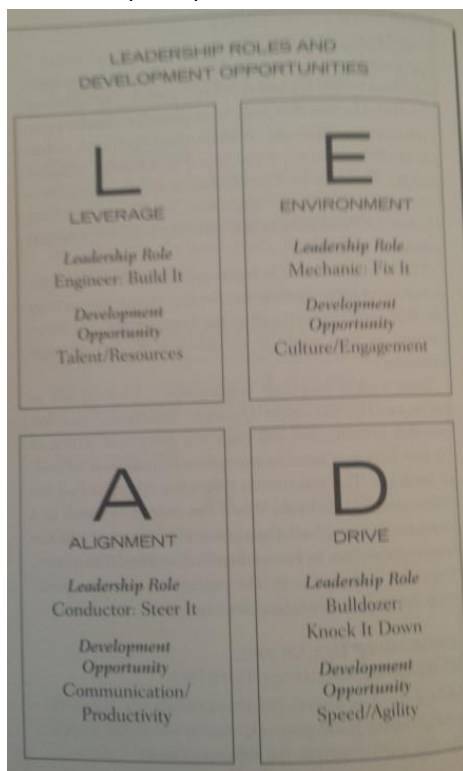 LEADERSHIP ROLES AND
DEVELOPMENT OPPORTUNITIES
L
LEVERAGE
Leadership Role
Engineer: Build It
Development
Opportunity
Talent/Resources
E
ENVIRONMENT
Leadership Role
Mechanic: Fix It
Development
Opportunity
Culture/Engagement
A
ALIGNMENT
Leadership Role
Conductor: Steer It
Development
Opportunity
Communication/
Productivity
D
DRIVE
Leadership Role
Bulldozer:
Knock It Down
Development
Opportunity
Speed/Agility